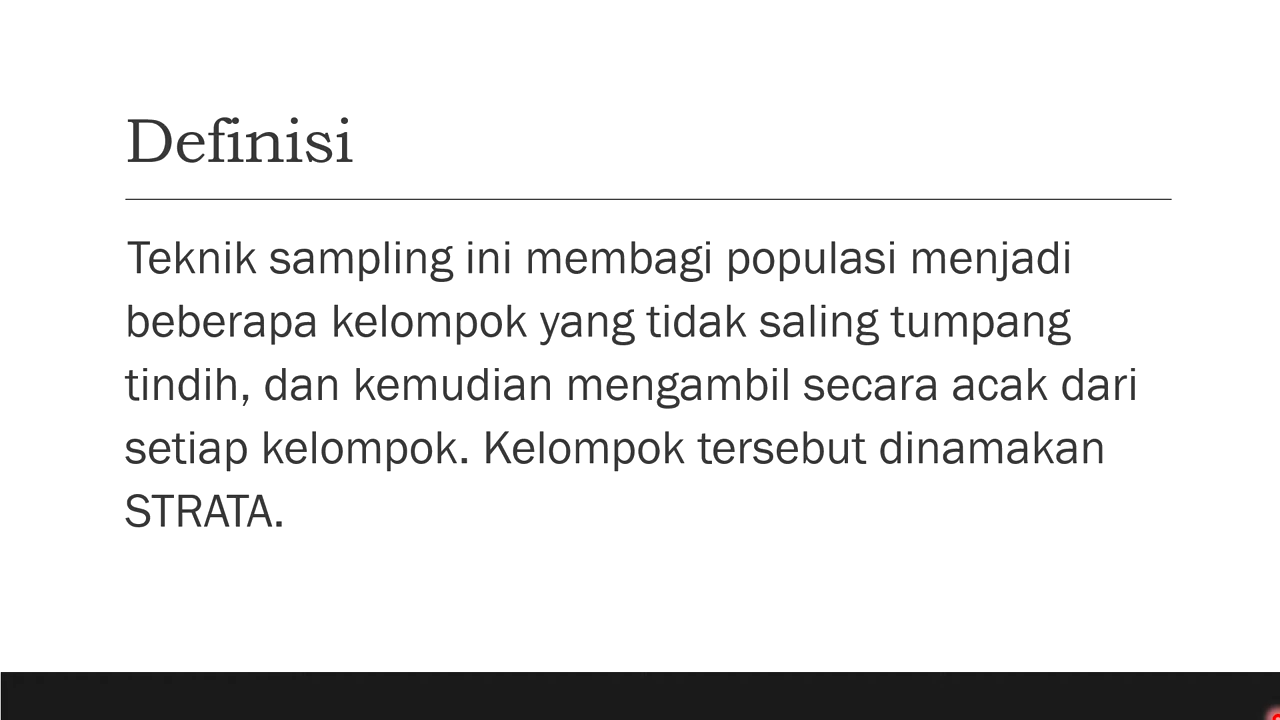 Definisi
Teknik sampling ini membagi populasi menjadi
beberapa kelompok yang tidak saling tumpang
tindih, dan kemudian mengambil secara acak dari
setiap kelompok. Kelompok tersebut dinamakan
STRATA.